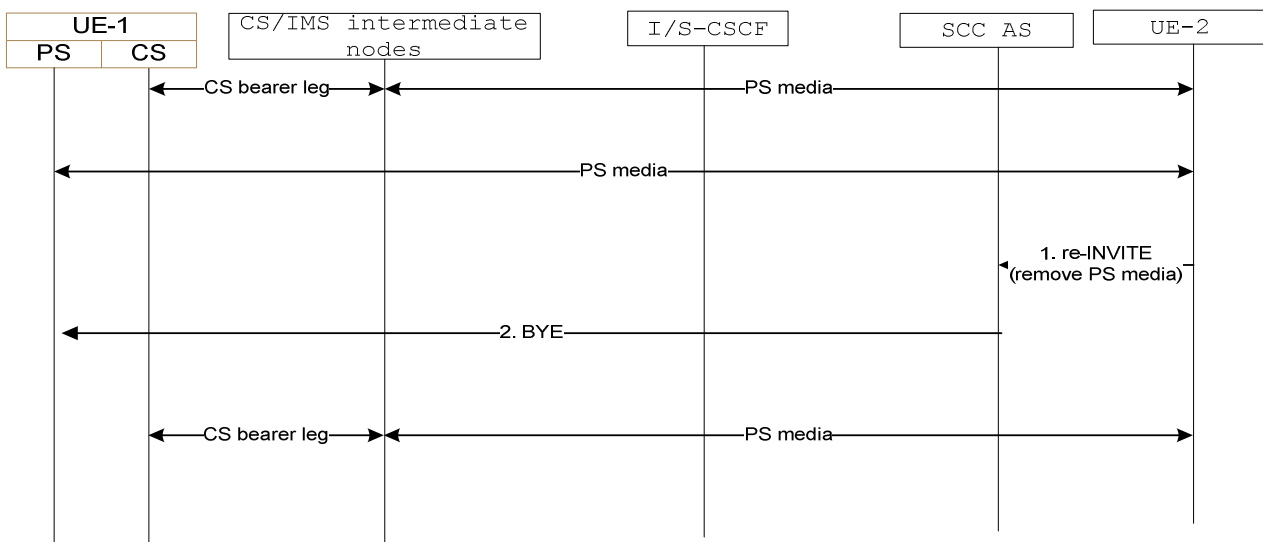 UE-1
PS
CS
CS/IMS intermediate
nodes
I/S-CSCF
SCC AS
UE-2
CS bearer leg
PS media
PS media
1. re-INVITE
(remove PS media)
2. BYE
CS bearer leg
PS media